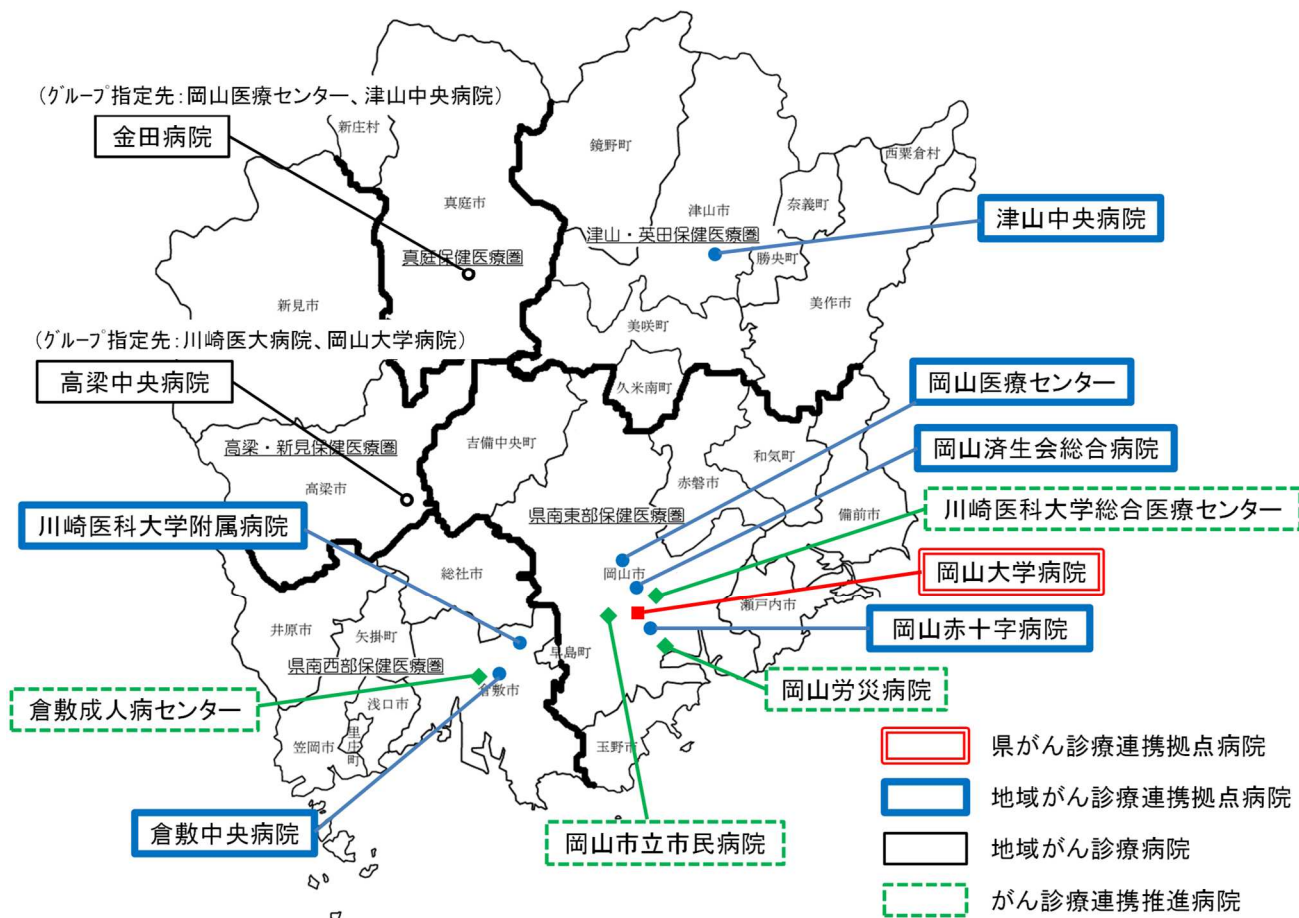 (ｸﾞﾙｰﾌﾟ指定先:岡山医療センター、津山中央病院)
金田病院
新庄村
真庭市
真庭保健医療圏
鏡野町
津山市
津山・英田保健医療圏
奈義町
西粟倉村
勝央町
美作市
美咲町
久米南町
津山中央病院
新見市
(ｸﾞﾙｰﾌﾟ指定先:川崎医大病院、岡山大学病院)
高梁中央病院
高梁・新見保健医療圏
高梁市
吉備中央町
和気町
赤磐市
備前市
県南東部保健医療圏
岡山市
瀬戸内市
岡山医療センター
岡山済生会総合病院
川崎医科大学総合医療センター
岡山大学病院
岡山赤十字病院
岡山労災病院
川崎医科大学附属病院
総社市
井原市
矢掛町
県南西部保健医療圏
早島町
倉敷市
浅口市
里庄町
笠岡市
玉野市
倉敷成人病センター
倉敷中央病院
岡山市立市民病院
県がん診療連携拠点病院
地域がん診療連携拠点病院
地域がん診療病院
がん診療連携推進病院